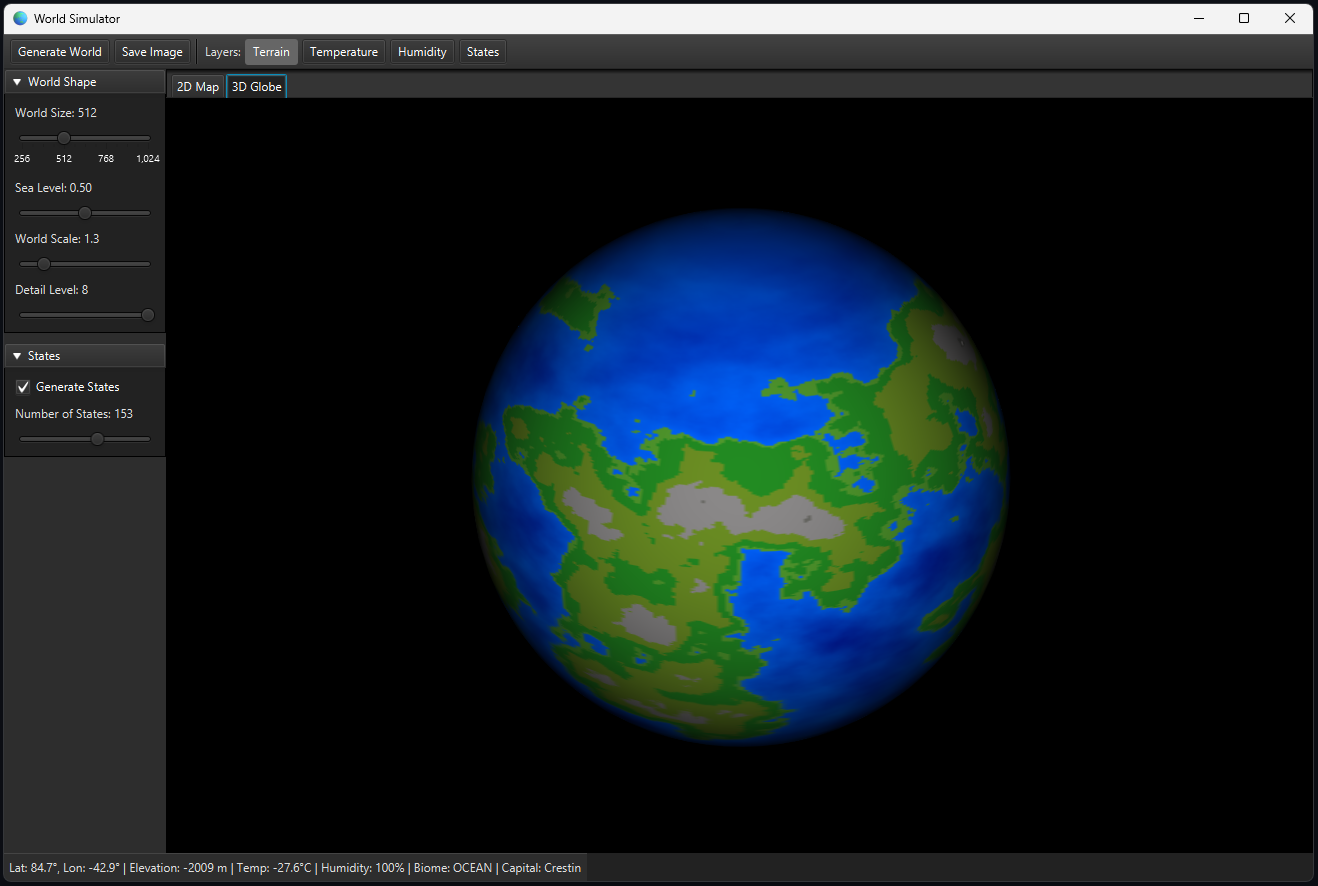 World Simulator
Generate World Save Image Layers: Terrain Temperature Humidity States
World Shape
2D Map 3D Globe
World Size: 512
256 512 768 1,024
Sea Level: 0.50
World Scale: 1.3
Detail Level: 8
States
Generate States
Number of States: 153
Lat: 84.7°, Lon: -42.9° | Elevation: -2009 m | Temp: -27.6°C | Humidity: 100% | Biome: OCEAN | Capital: Crestin